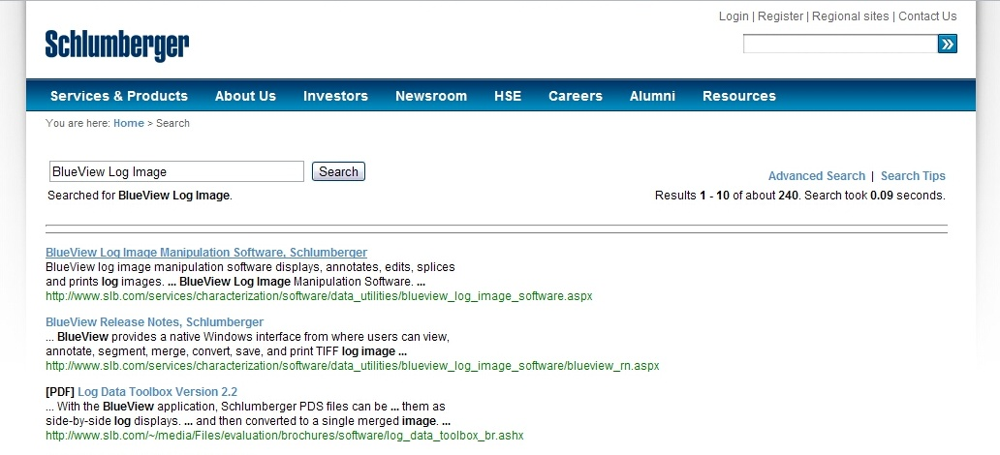 Login | Register | Regional sites | Contact Us
Schlumberger
Services & Products About Us Investors Newsroom HSE Careers Alumni Resources
You are here: Home > Search
BlueView Log Image Search
Advanced Search | Search Tips
Searched for BlueView Log Image.
Results 1 - 10 of about 240. Search took 0.09 seconds.
BlueView Log Image Manipulation Software, Schlumberger
BlueView log image manipulation software displays, annotates, edits, splices
and prints log images. ... BlueView Log Image Manipulation Software. ...
http://www.slb.com/services/characterization/software/data_utilities/blueview_log_image_software.aspx
BlueView Release Notes, Schlumberger
... BlueView provides a native Windows interface from where users can view,
annotate, segment, merge, convert, save, and print TIFF log image ...
http://www.slb.com/services/characterization/software/data_utilities/blueview_log_image_software/blueview_rn.aspx
[PDF] Log Data Toolbox Version 2.2
... With the BlueView application, Schlumberger PDS files can be ... them as
side-by-side log displays. ... and then converted to a single merged image. ...
http://www.slb.com/~/media/Files/evaluation/brochures/software/log_data_toolbox_br.ashx